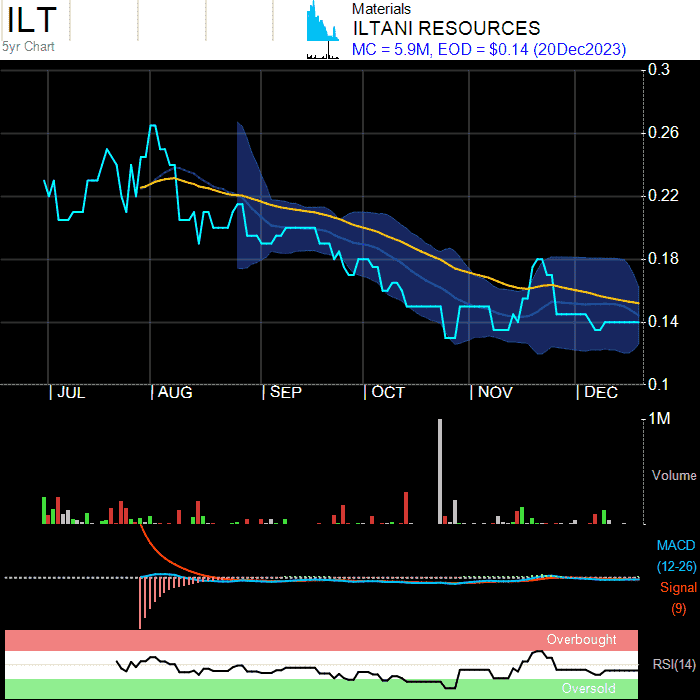 ILT
5yr Chart
Materials
ILTANI RESOURCES
MC = 5.9M, EOD = $0.14 (20Dec2023)
0.3
0.26
0.22
0.18
0.14
0.1
JUL AUG SEP OCT NOV DEC
1M
Volume
MACD
(12-26)
Signal
(9)
Overbought
RSI(14)
Oversold